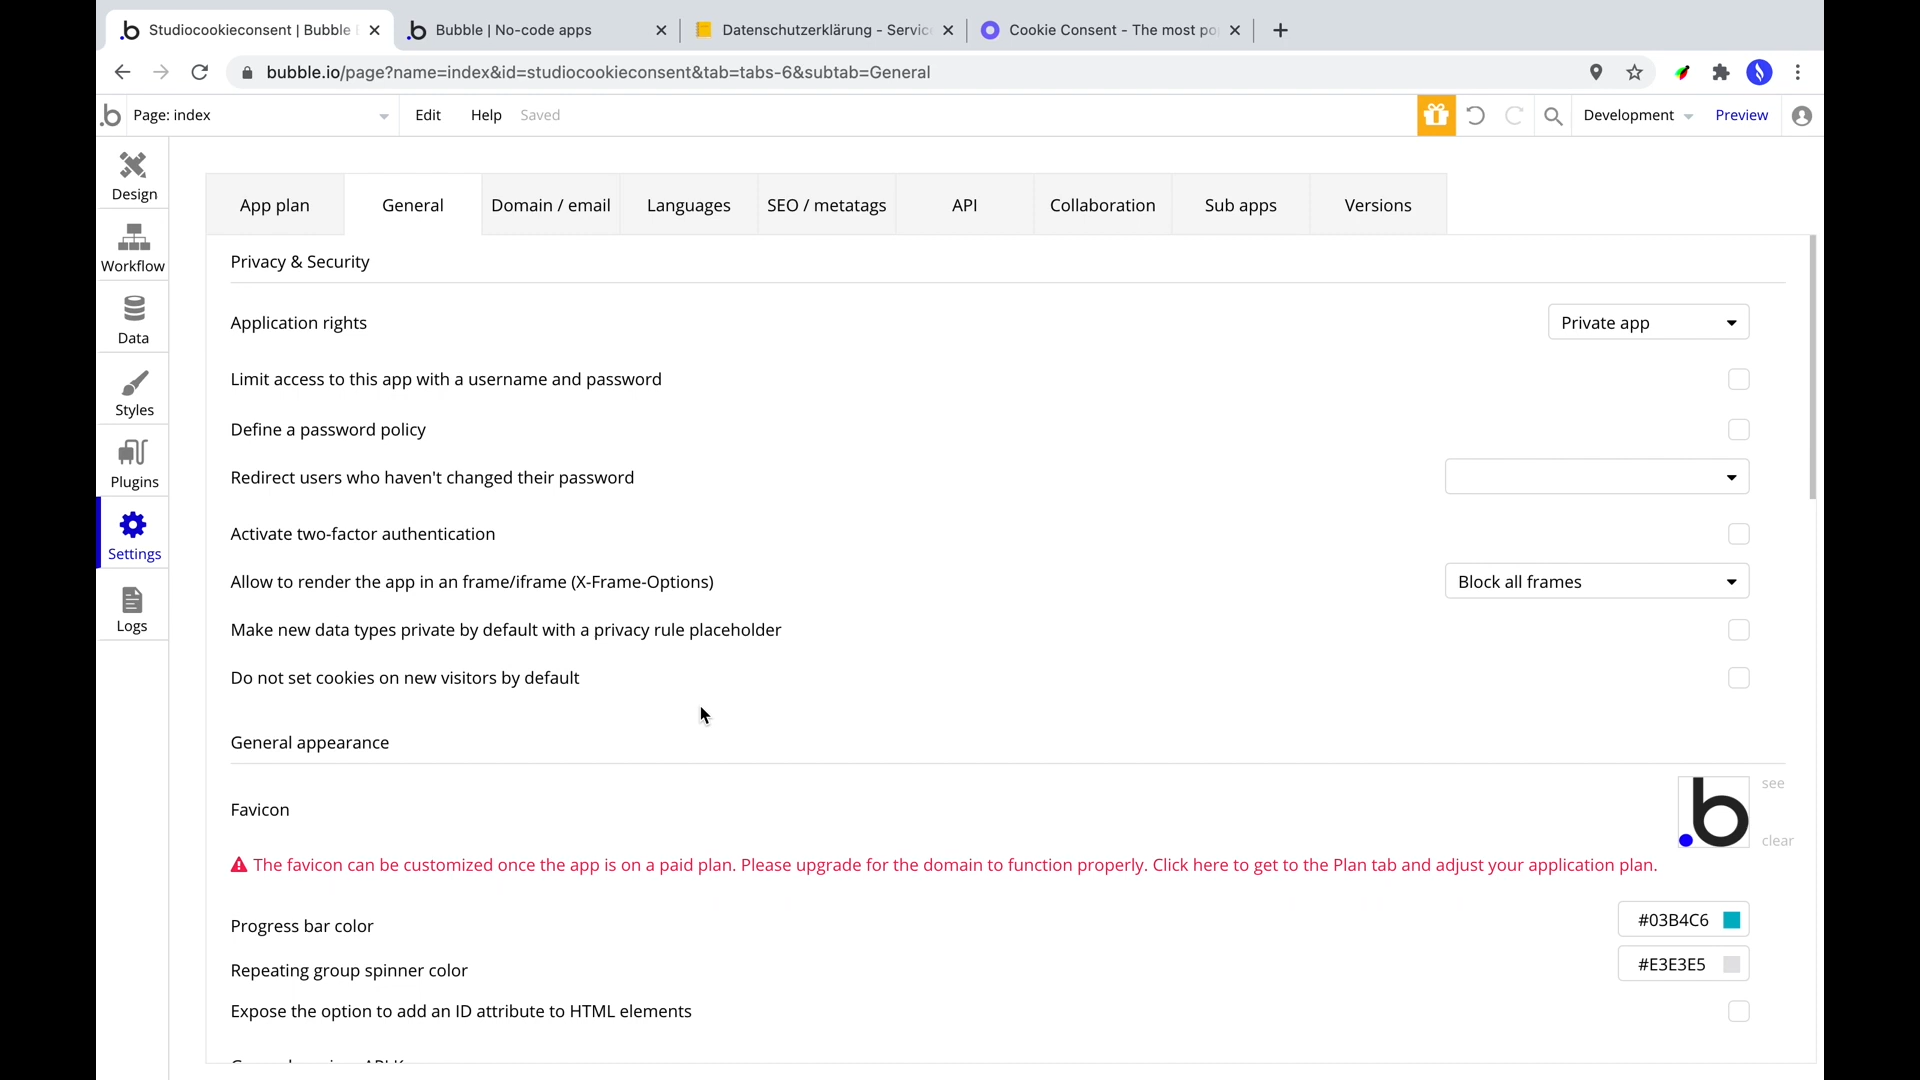 Studiocookieconsent | Bubble
Bubble | No-code apps
Datenschutzerklärung - Servic
Cookie Consent - The most po
bubble.io/page?name=index&id=studiocookieconsent&tab=tabs-6&subtab=General
Page: index
Edit
Help
Saved
Development
Preview
Design
Workflow
Data
Styles
Plugins
Settings
Logs
App plan
General
Domain / email
Languages
SEO / metatags
API
Collaboration
Sub apps
Versions
Privacy & Security
Application rights
Private app
Limit access to this app with a username and password
Define a password policy
Redirect users who haven't changed their password
Activate two-factor authentication
Allow to render the app in an frame/iframe (X-Frame-Options)
Block all frames
Make new data types private by default with a privacy rule placeholder
Do not set cookies on new visitors by default
General appearance
see
Favicon
clear
The favicon can be customized once the app is on a paid plan. Please upgrade for the domain to function properly. Click here to get to the Plan tab and adjust your application plan.
Progress bar color
#03B4C6
Repeating group spinner color
#E3E3E5
Expose the option to add an ID attribute to HTML elements